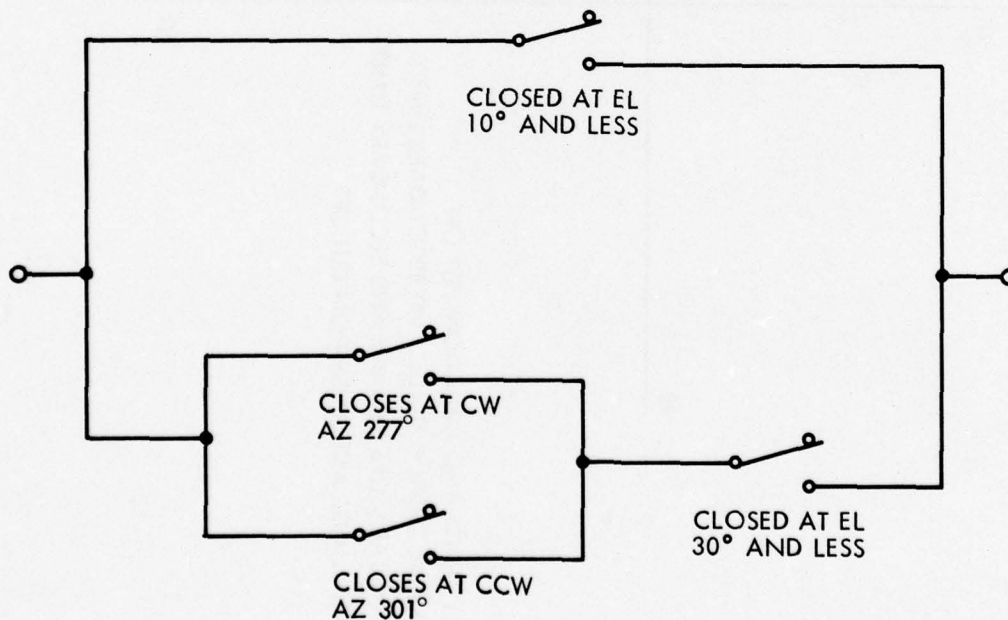 CLOSED AT EL
10° AND LESS
CLOSES AT CW
AZ 277°
CLOSED AT EL
30° AND LESS
CLOSES AT CCW
AZ 301°